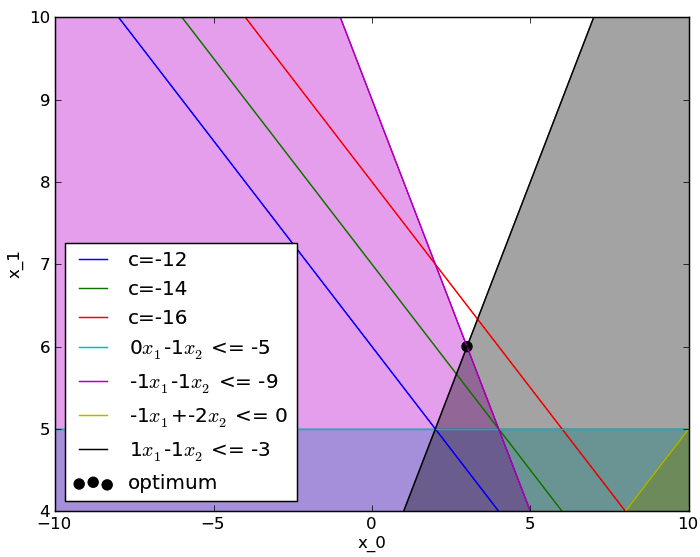 10
9
8
7
6
5
4
x_1
c=-12
c=-14
c=-16
0x₁-1x₂ <= -5
-1x₁-1x₂ <= -9
-1x₁+-2x₂ <= 0
1x₁-1x₂ <= -3
optimum
−10 −5 0 5 10
x_0